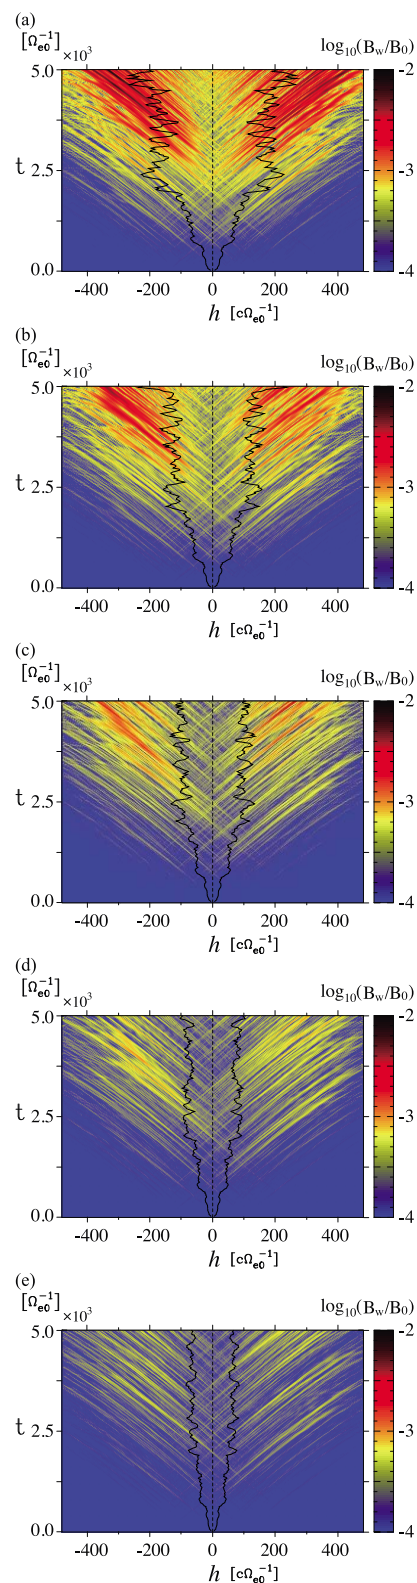 (a)
[Ω_e0^-1] ×10^3 log10(Bw/B0)
5.0 -2
t 2.5 -3
0.0 -4
-400 -200 0 200 400
h [cΩ_e0^-1]
(b)
[Ω_e0^-1] ×10^3 log10(Bw/B0)
5.0 -2
t 2.5 -3
0.0 -4
-400 -200 0 200 400
h [cΩ_e0^-1]
(c)
[Ω_e0^-1] ×10^3 log10(Bw/B0)
5.0 -2
t 2.5 -3
0.0 -4
-400 -200 0 200 400
h [cΩ_e0^-1]
(d)
[Ω_e0^-1] ×10^3 log10(Bw/B0)
5.0 -2
t 2.5 -3
0.0 -4
-400 -200 0 200 400
h [cΩ_e0^-1]
(e)
[Ω_e0^-1] ×10^3 log10(Bw/B0)
5.0 -2
t 2.5 -3
0.0 -4
-400 -200 0 200 400
h [cΩ_e0^-1]